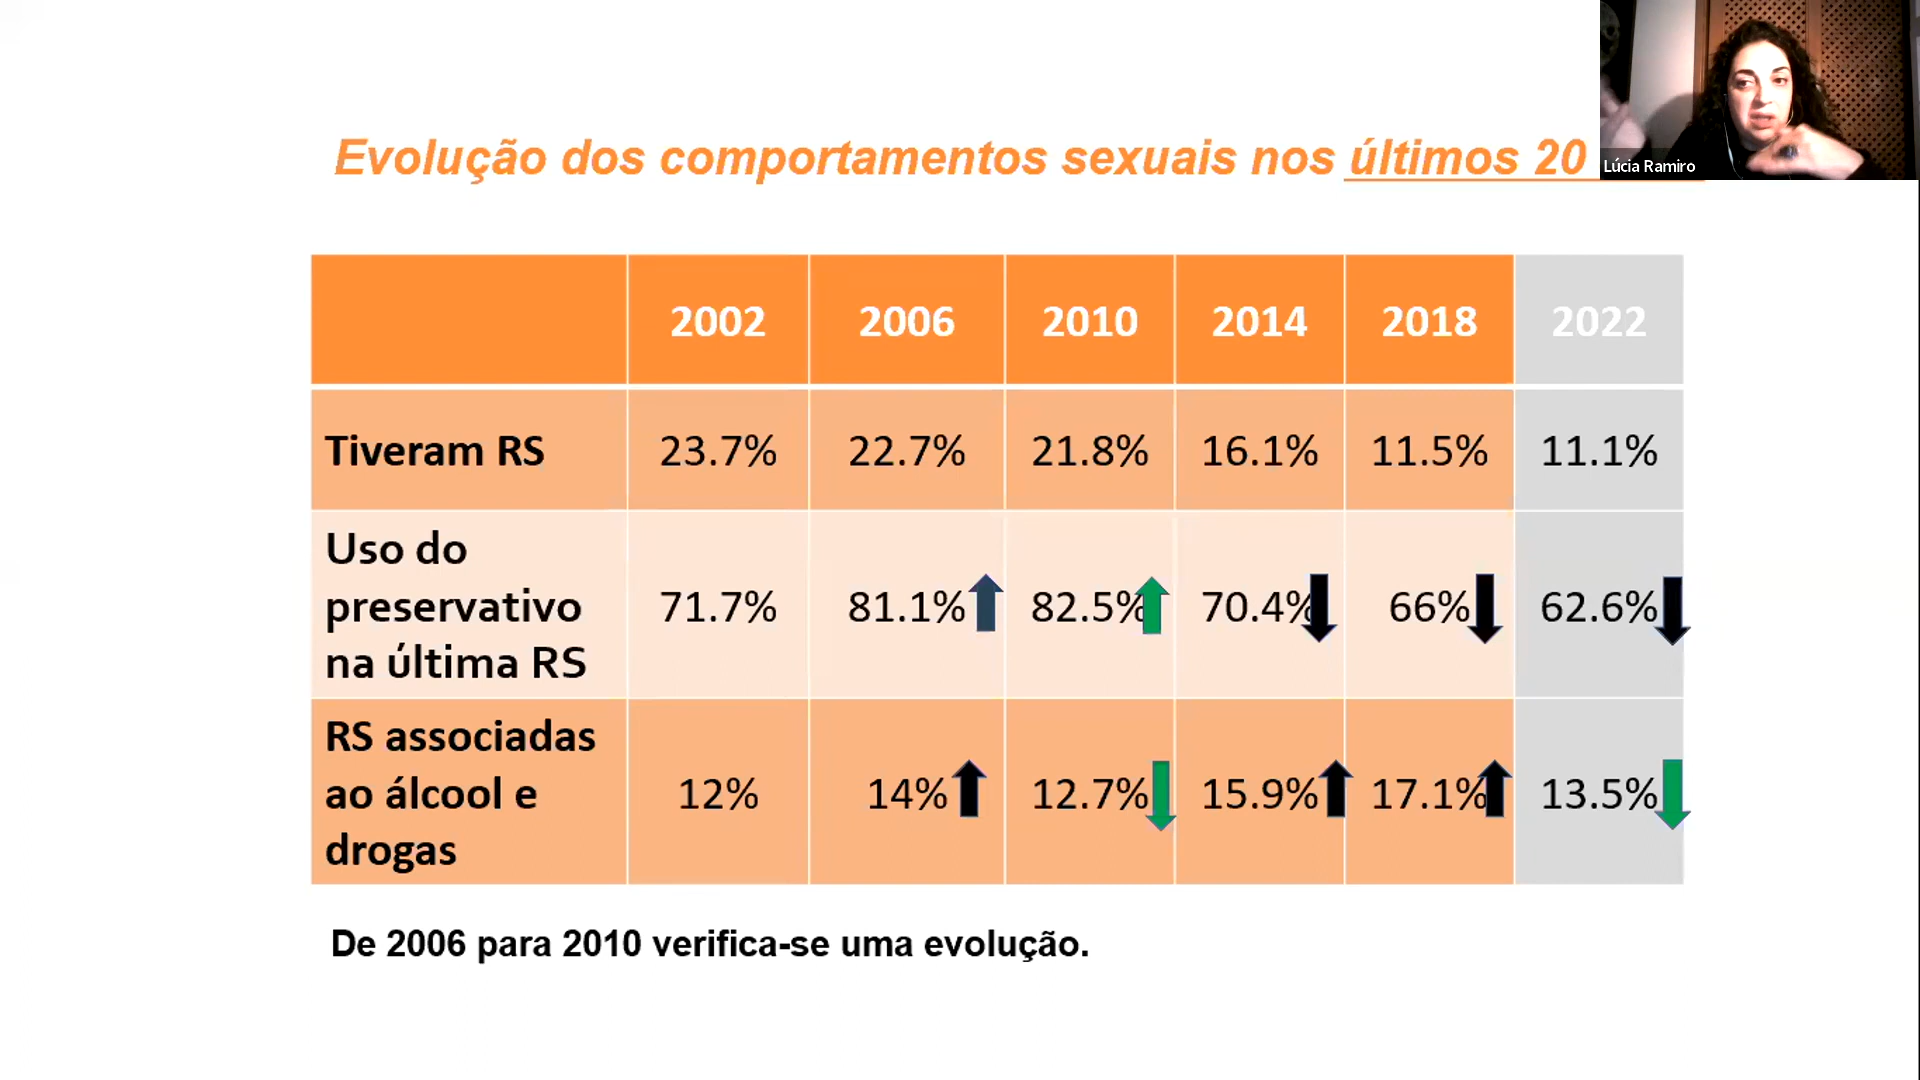 Evolução dos comportamentos sexuais nos últimos 20
Lúcia Ramiro
2002 2006 2010 2014 2018 2022
Tiveram RS 23.7% 22.7% 21.8% 16.1% 11.5% 11.1%
Uso do
preservativo 71.7% 81.1% 82.5% 70.4% 66% 62.6%
na última RS
RS associadas
ao álcool e 12% 14% 12.7% 15.9% 17.1% 13.5%
drogas
De 2006 para 2010 verifica-se uma evolução.